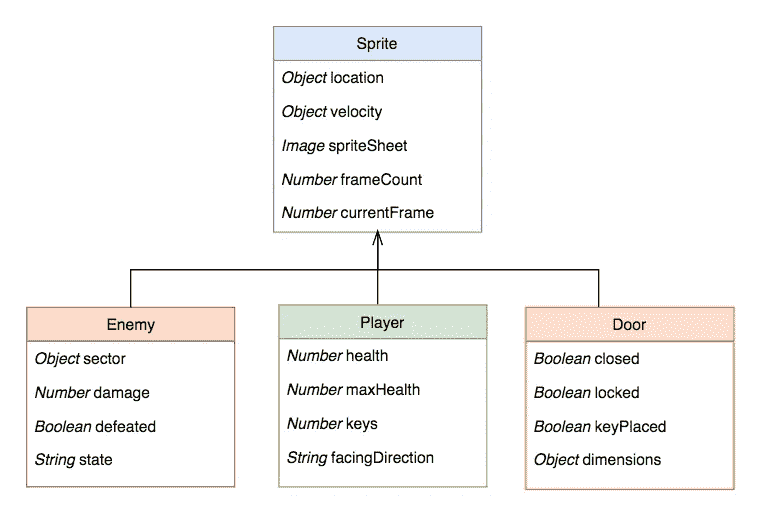 Sprite
Object location
Object velocity
Image spriteSheet
Number frameCount
Number currentFrame
Enemy
Object sector
Number damage
Boolean defeated
String state
Player
Number health
Number maxHealth
Number keys
String facingDirection
Door
Boolean closed
Boolean locked
Boolean keyPlaced
Object dimensions